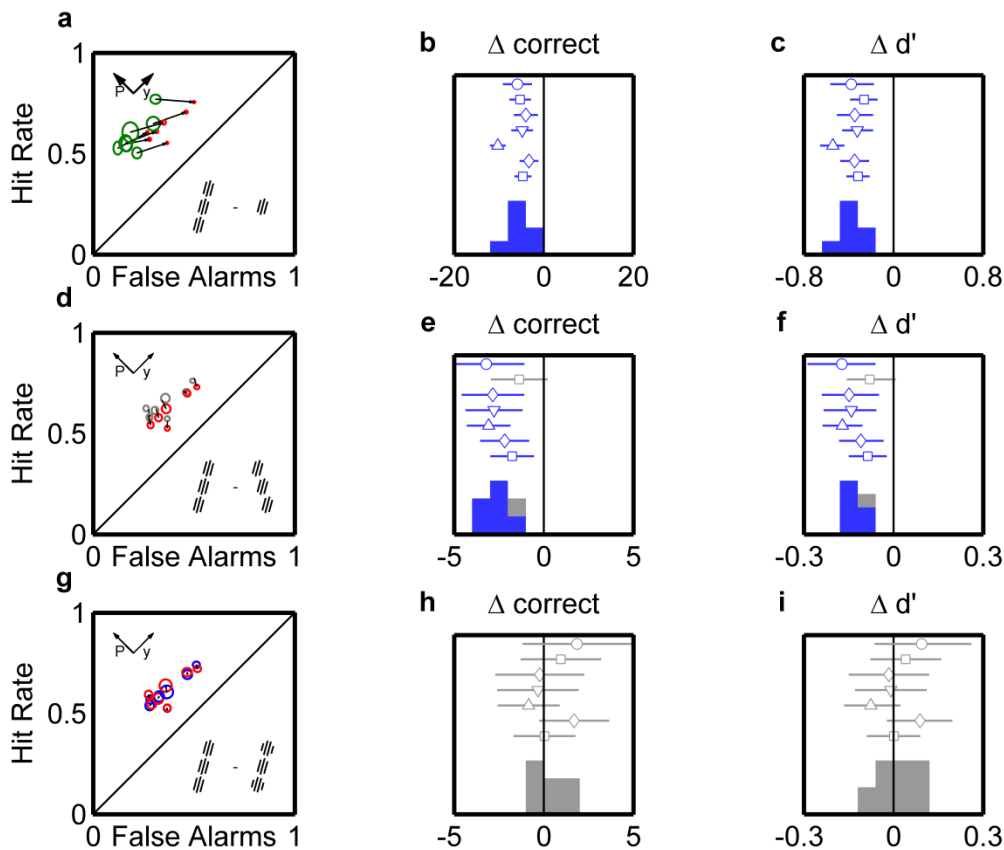 a
b
Δ correct
c
Δ d'
Hit Rate
1
0.5
0
P y
-
0 False Alarms 1
-20 0 20
-0.8 0 0.8
d
e
Δ correct
f
Δ d'
Hit Rate
1
0.5
0
P y
-
0 False Alarms 1
-5 0 5
-0.3 0 0.3
g
h
Δ correct
i
Δ d'
Hit Rate
1
0.5
0
P y
-
0 False Alarms 1
-5 0 5
-0.3 0 0.3